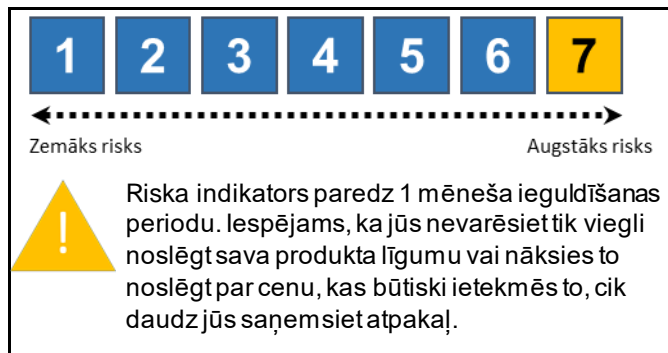 1 2 3 4 5 6 7
Zemāks risks Augstāks risks
!
Riska indikators paredz 1 mēneša ieguldīšanas
periodu. Iespējams, ka jūs nevarēsiet tik viegli
noslēgt sava produkta līgumu vai nāksies to
noslēgt par cenu, kas būtiski ietekmēs to, cik
daudz jūs saņemsiet atpakaļ.